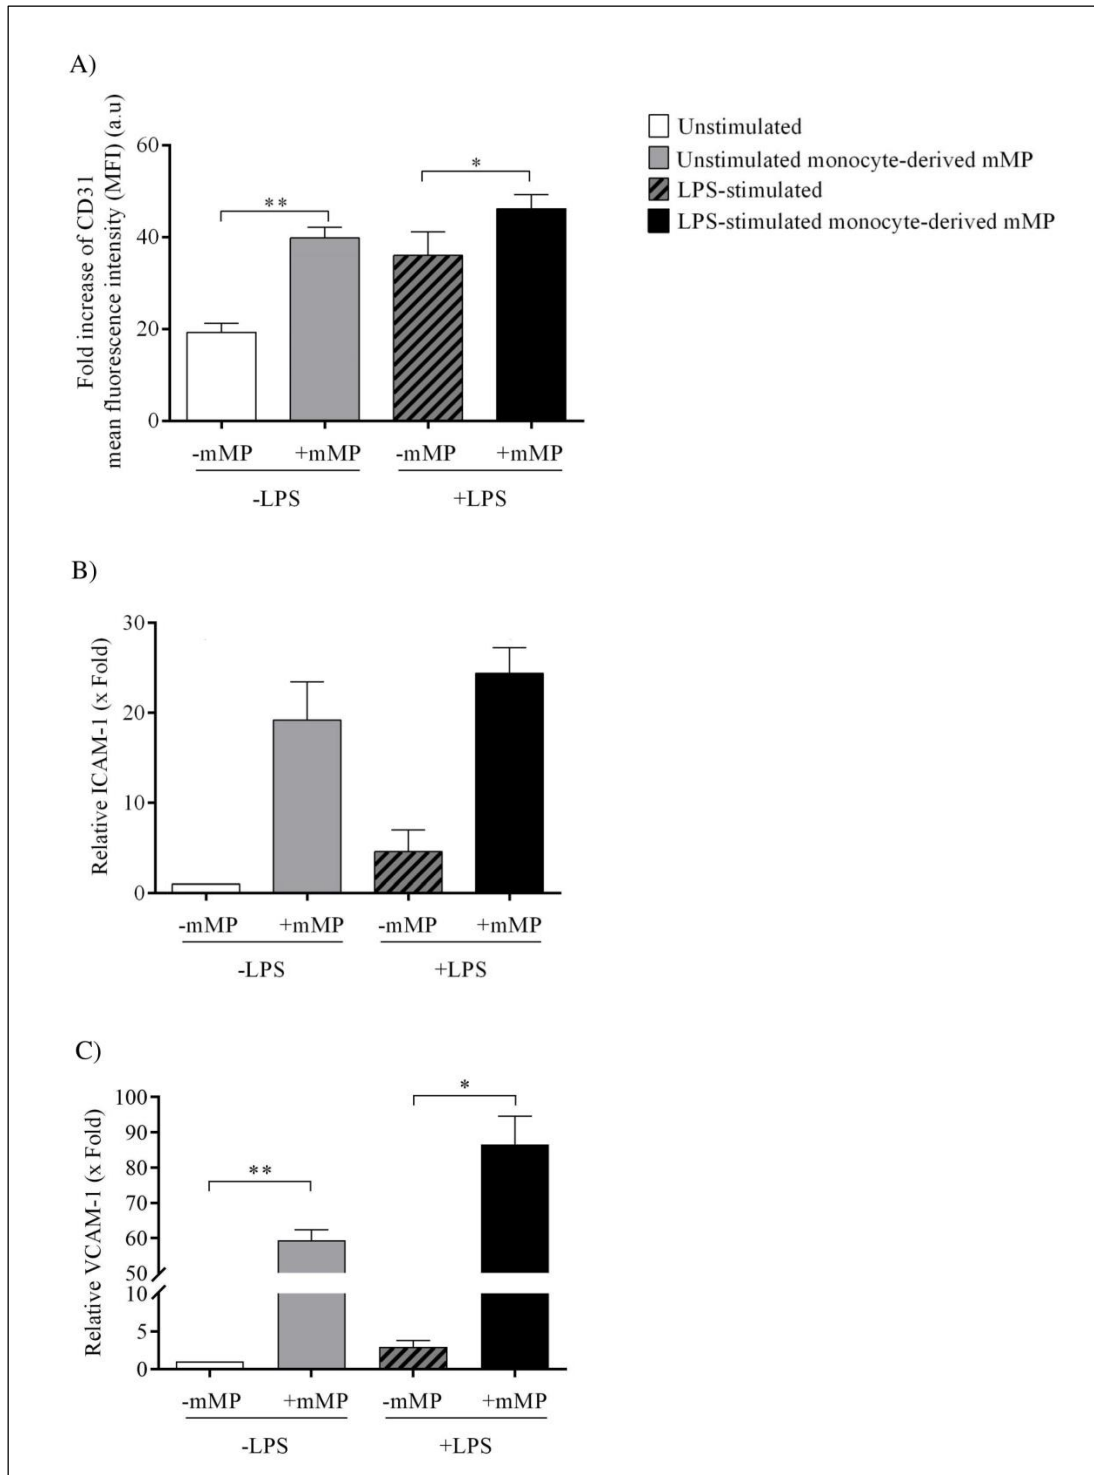 A)
Fold increase of CD31
mean fluorescence intensity (MFI) (a.u)
60
40
20
0
**
*
-mMP +mMP -mMP +mMP
-LPS +LPS
Unstimulated
Unstimulated monocyte-derived mMP
LPS-stimulated
LPS-stimulated monocyte-derived mMP
B)
Relative ICAM-1 (x Fold)
30
20
10
0
-mMP +mMP -mMP +mMP
-LPS +LPS
C)
Relative VCAM-1 (x Fold)
100
90
80
70
60
50
10
5
0
**
*
-mMP +mMP -mMP +mMP
-LPS +LPS